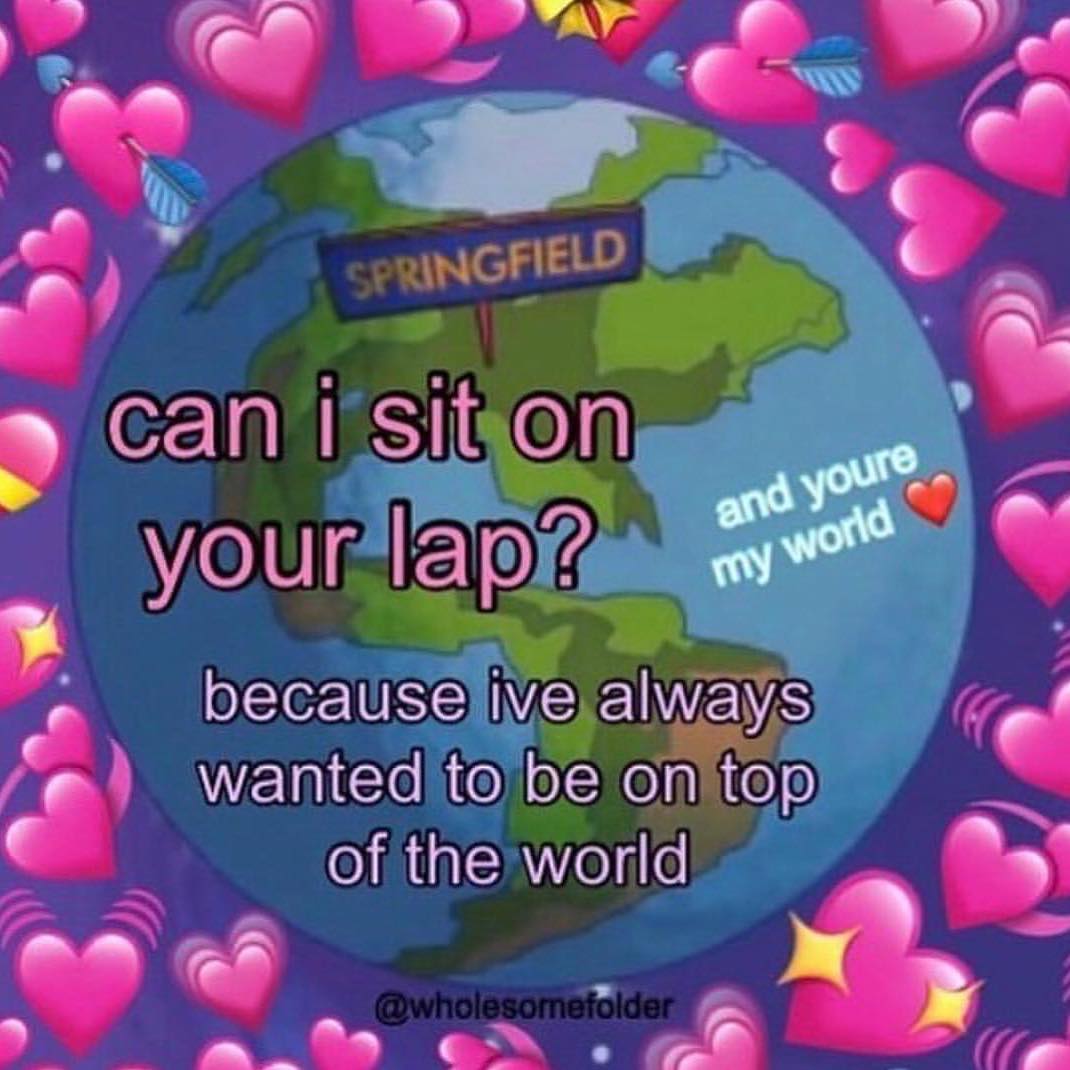 SPRINGFIELD
can i sit on
your lap?
and youre
my world ❤️
because ive always
wanted to be on top
of the world
@wholesomefolder